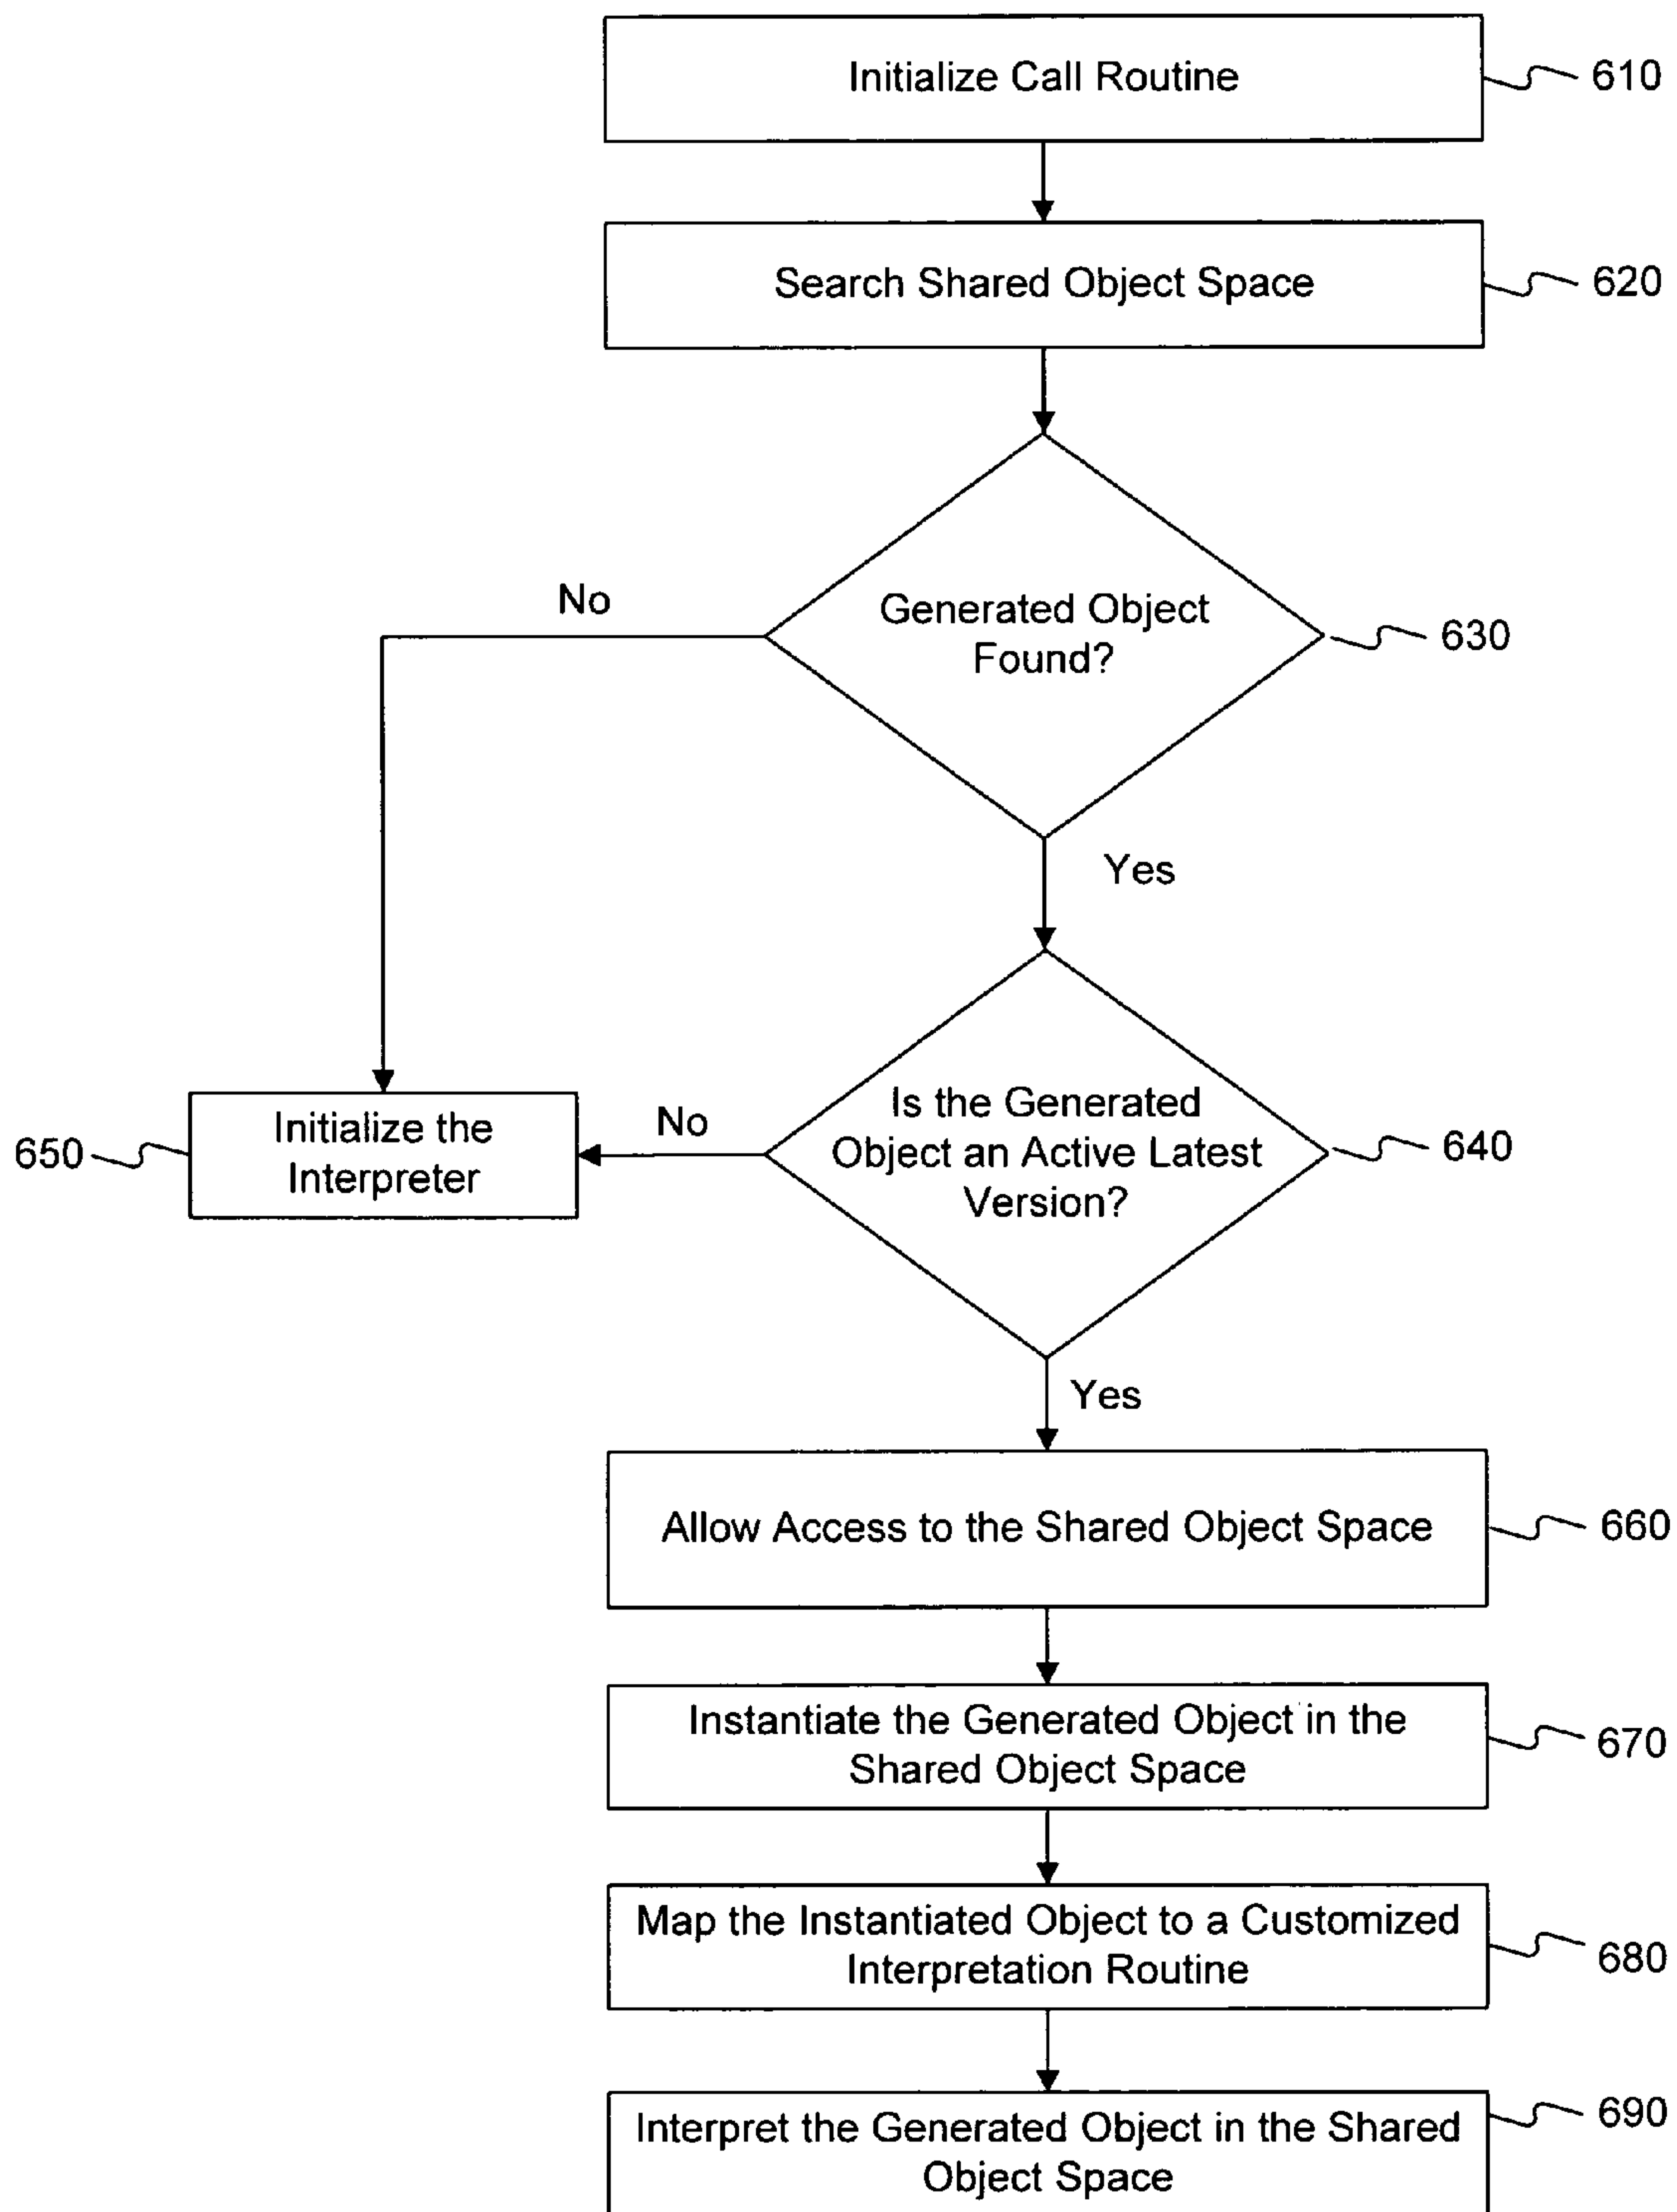 Initialize Call Routine
610
Search Shared Object Space
620
No
Generated Object
Found?
630
Yes
Is the Generated
Object an Active Latest
Version?
640
No
Initialize the
Interpreter
650
Yes
Allow Access to the Shared Object Space
660
Instantiate the Generated Object in the
Shared Object Space
670
Map the Instantiated Object to a Customized
Interpretation Routine
680
Interpret the Generated Object in the Shared
Object Space
690